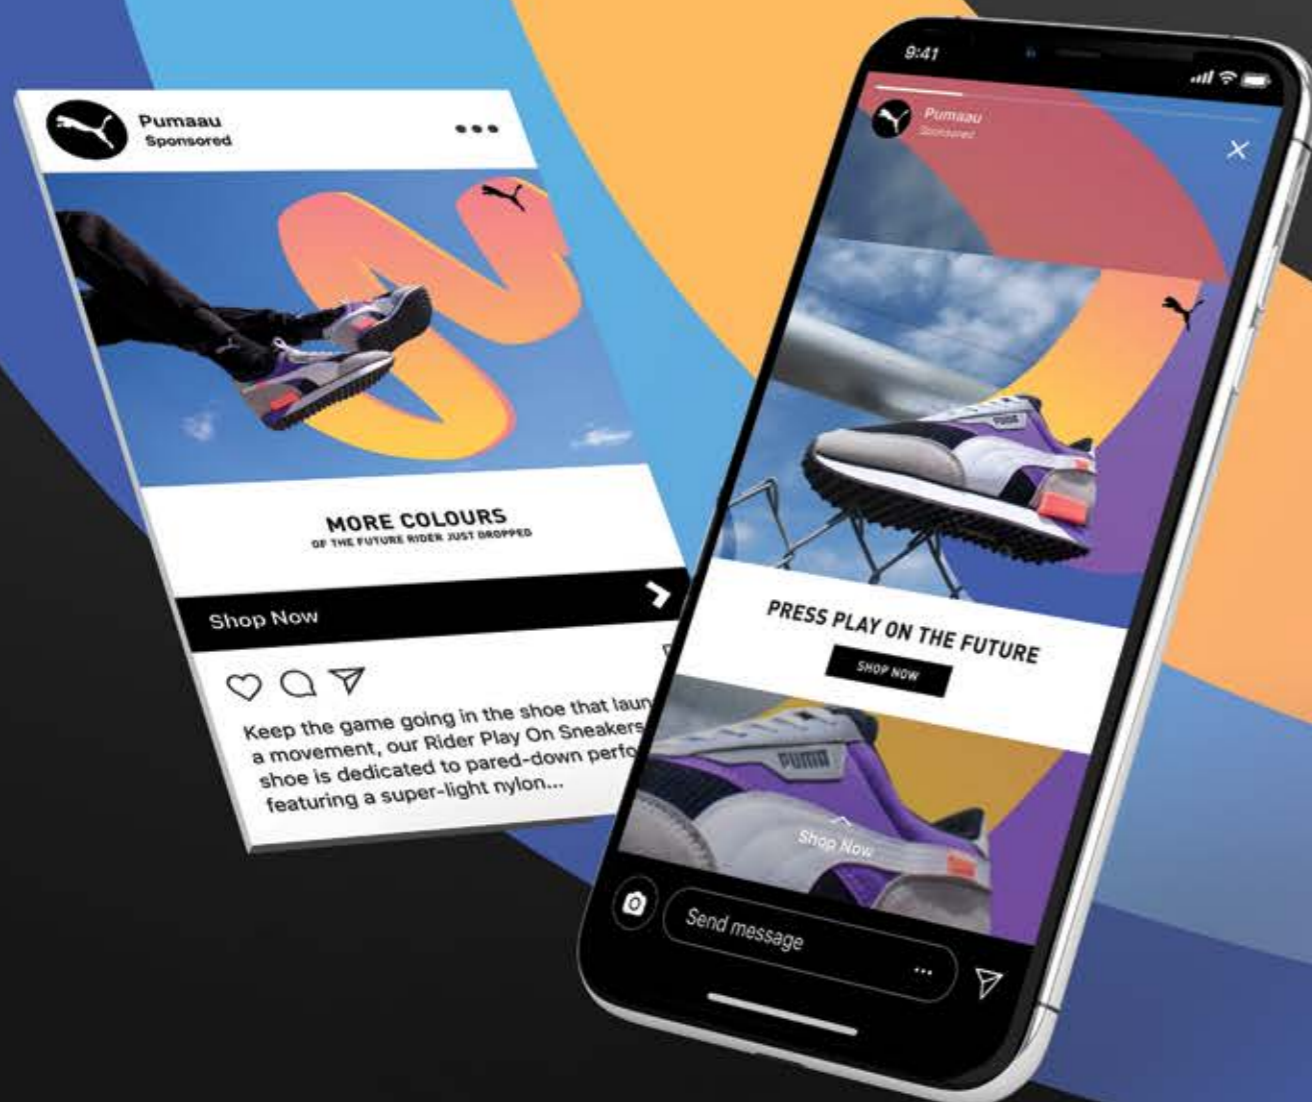 Pumaau
Sponsored
MORE COLOURS
OF THE FUTURE RIDER JUST DROPPED
Shop Now
Keep the game going in the shoe that laun
a movement, our Rider Play On Sneakers
shoe is dedicated to pared-down perfo
featuring a super-light nylon...
9:41
Pumaau
Sponsored
PUMA
PRESS PLAY ON THE FUTURE
SHOP NOW
PUMA
Shop Now
Send message